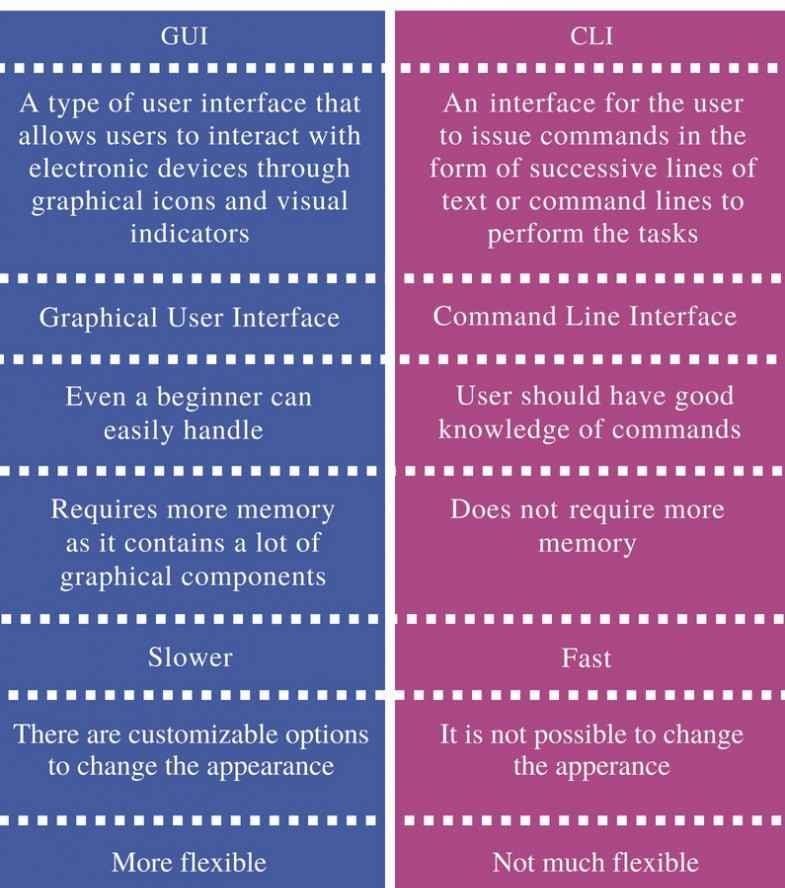 GUI
CLI
A type of user interface that
allows users to interact with
electronic devices through
graphical icons and visual
indicators
An interface for the user
to issue commands in the
form of successive lines of
text or command lines to
perform the tasks
Graphical User Interface
Command Line Interface
Even a beginner can
easily handle
User should have good
knowledge of commands
Requires more memory
as it contains a lot of
graphical components
Does not require more
memory
Slower
Fast
There are customizable options
to change the appearance
It is not possible to change
the apperance
More flexible
Not much flexible